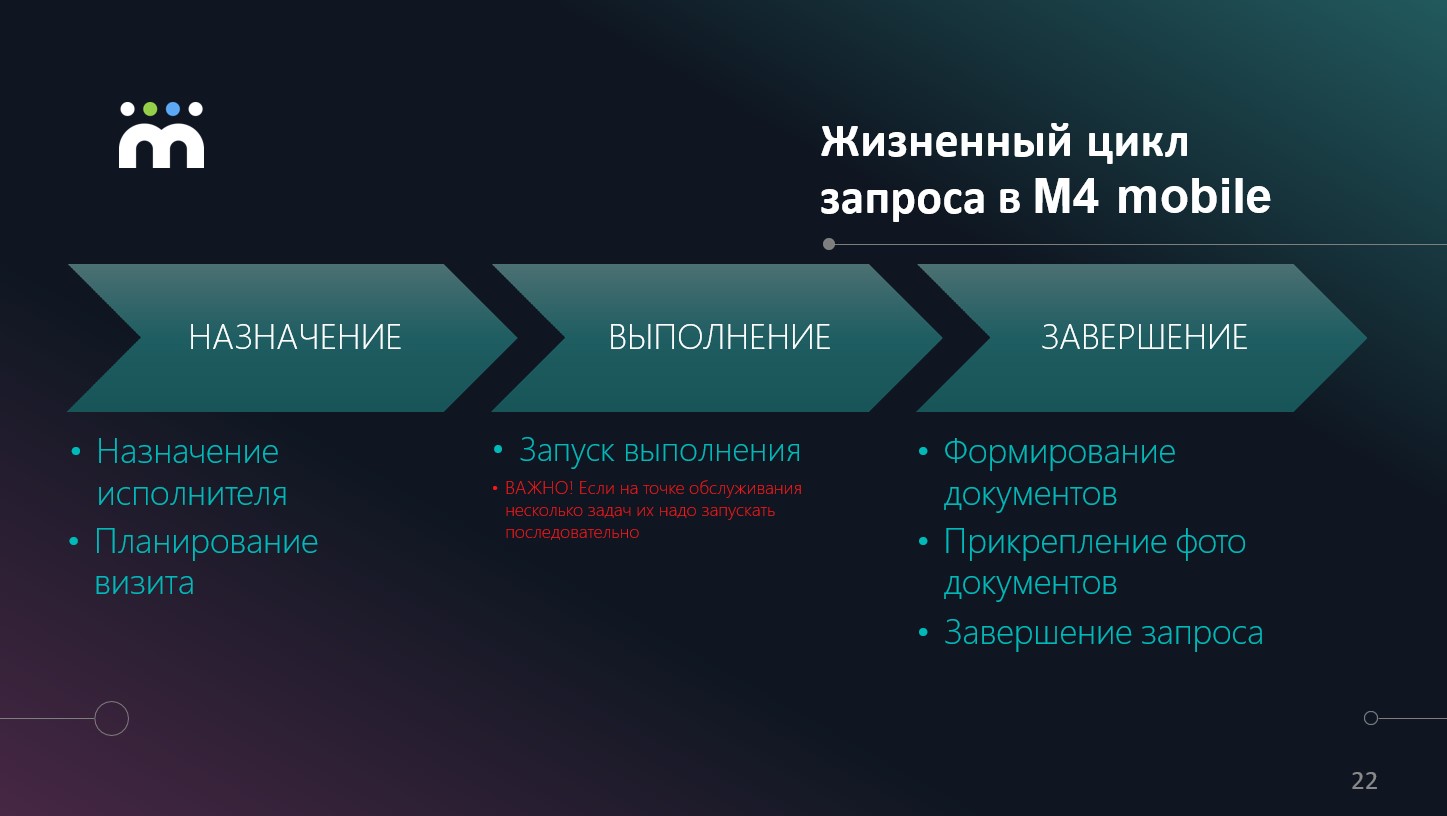 Жизненный цикл
запроса в M4 mobile
НАЗНАЧЕНИЕ
ВЫПОЛНЕНИЕ
ЗАВЕРШЕНИЕ
• Назначение
исполнителя
• Планирование
визита
• Запуск выполнения
• ВАЖНО! Если на точке обслуживания
несколько задач их надо запускать
последовательно
• Формирование
документов
• Прикрепление фото
документов
• Завершение запроса
22